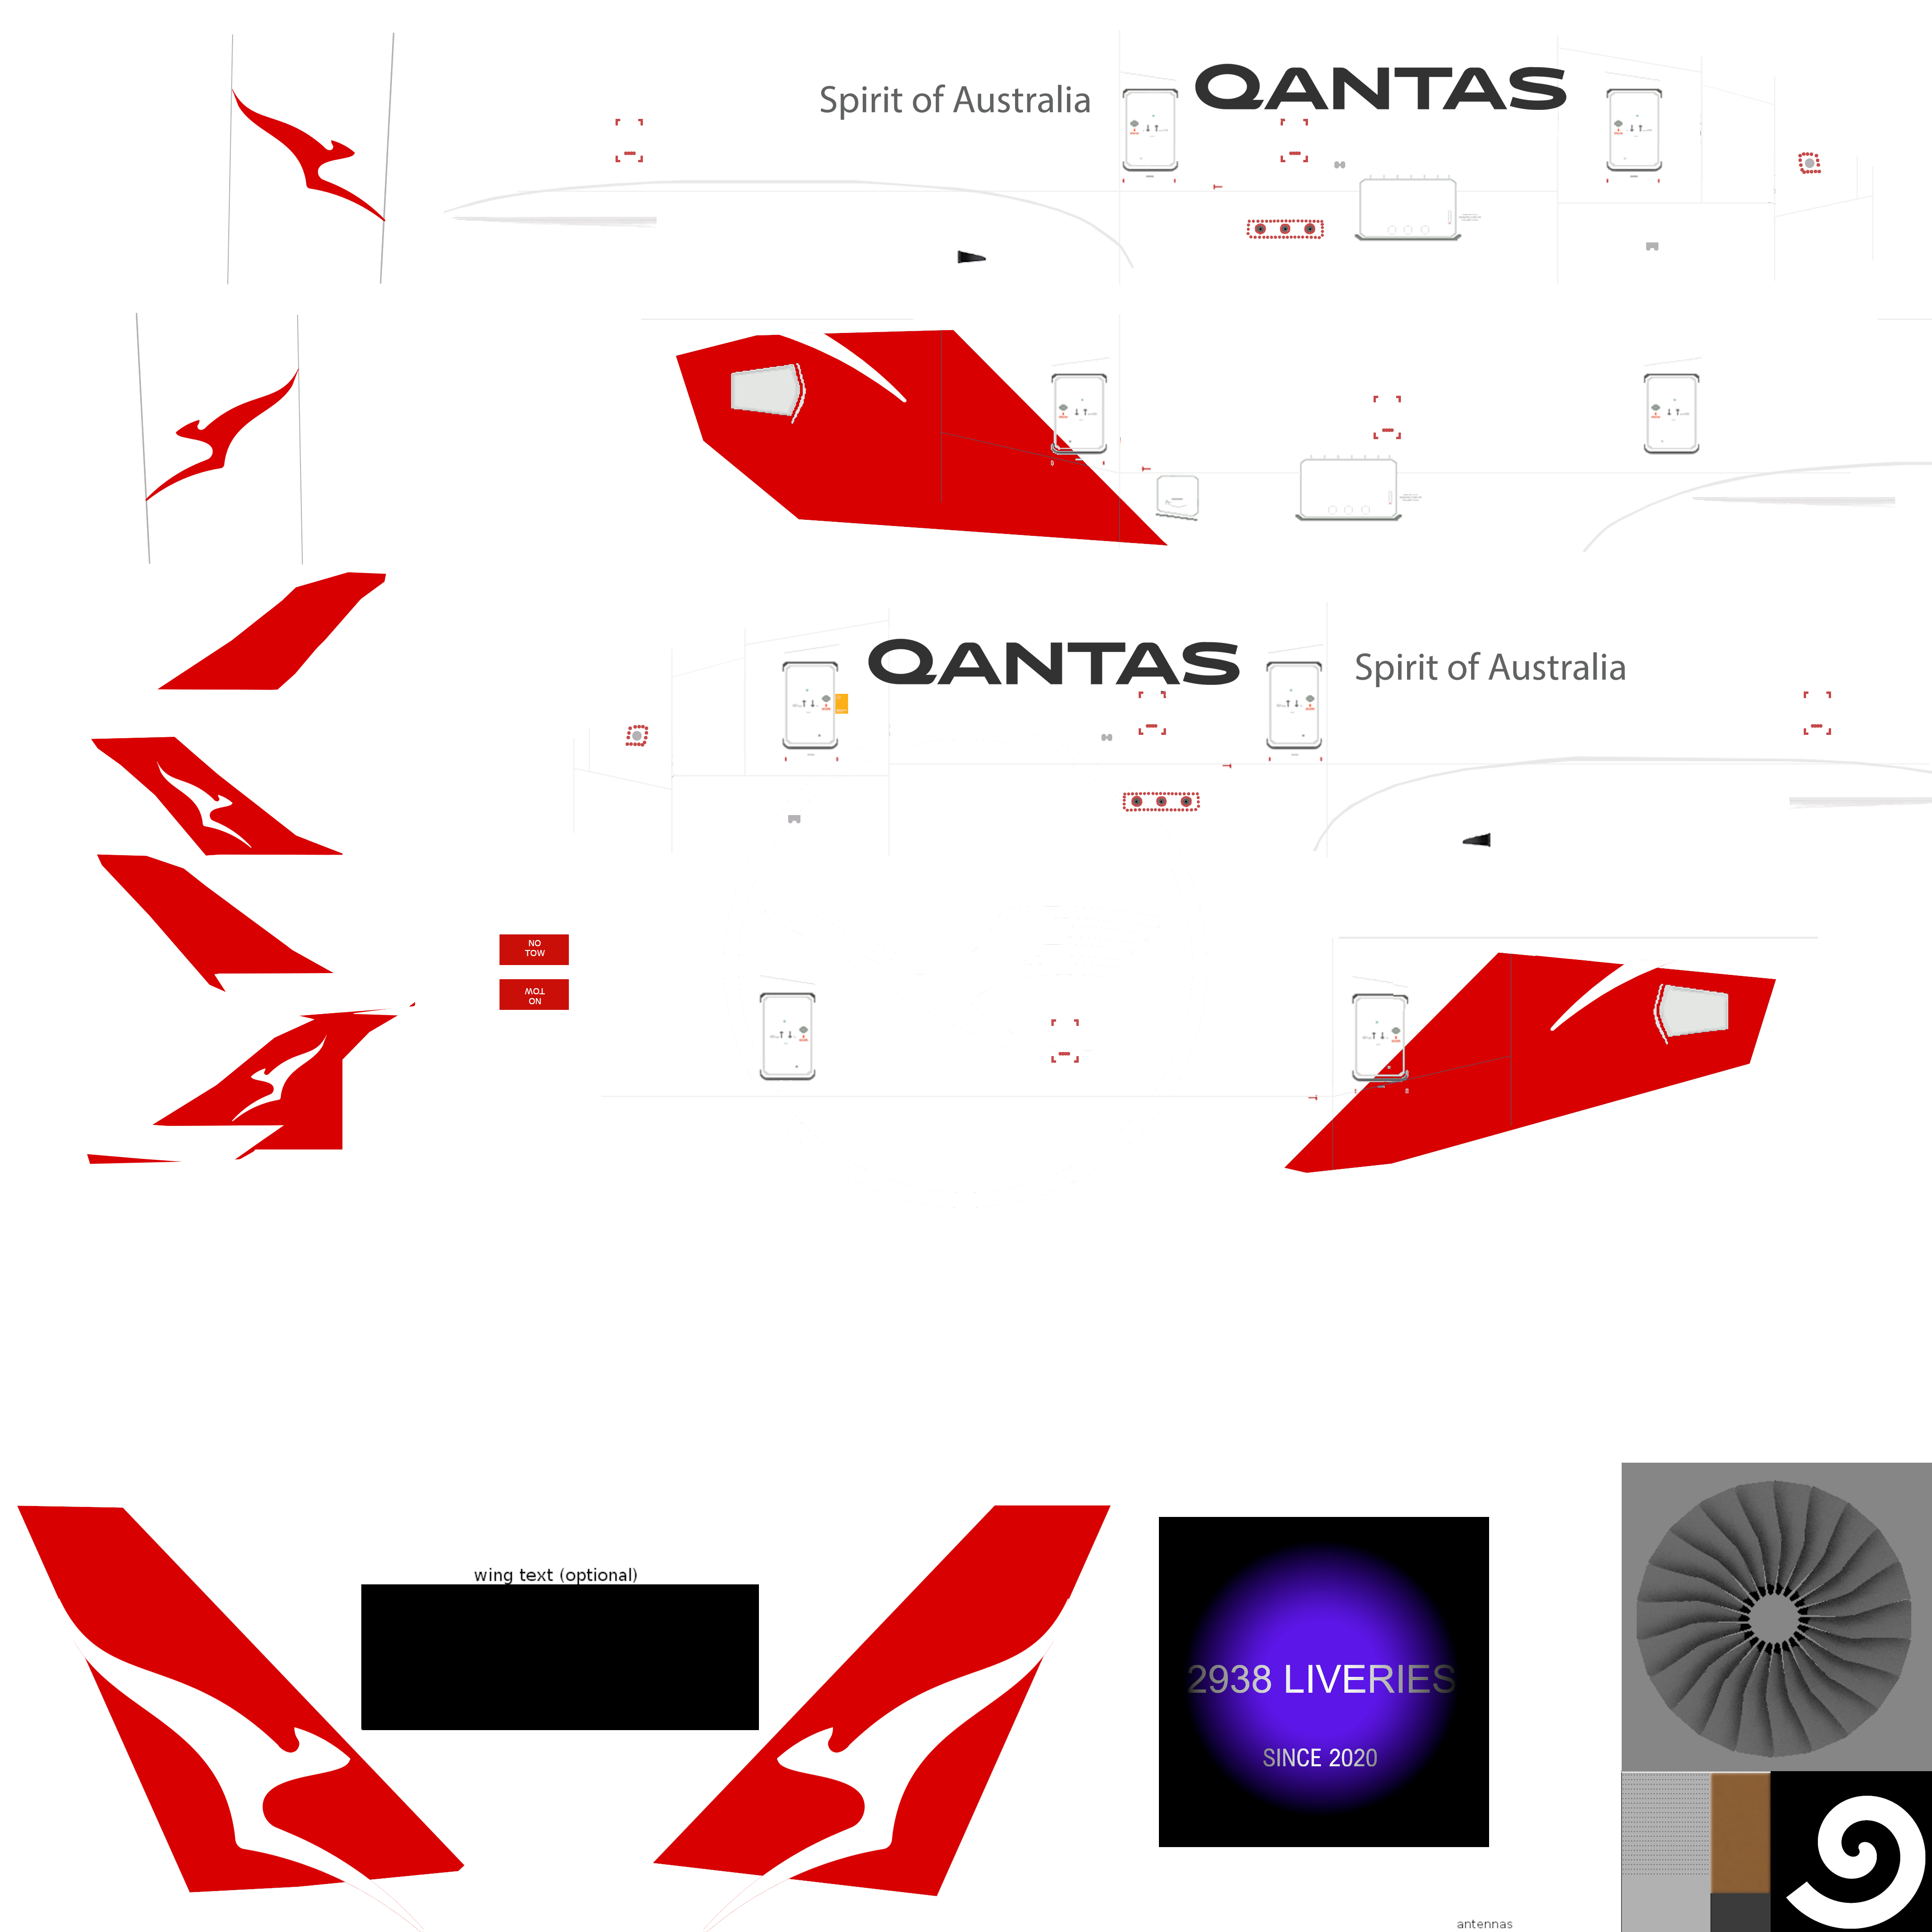 Spirit of Australia
QANTAS
QANTAS
Spirit of Australia
NO
TOW
NO
TOW
wing text (optional)
2938 LIVERIES
SINCE 2020
antennas